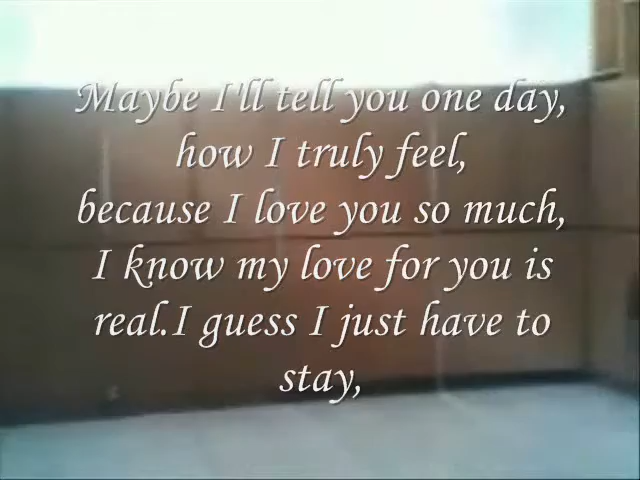 Maybe I'll tell you one day,
how I truly feel,
because I love you so much,
I know my love for you is
real.I guess I just have to
stay,